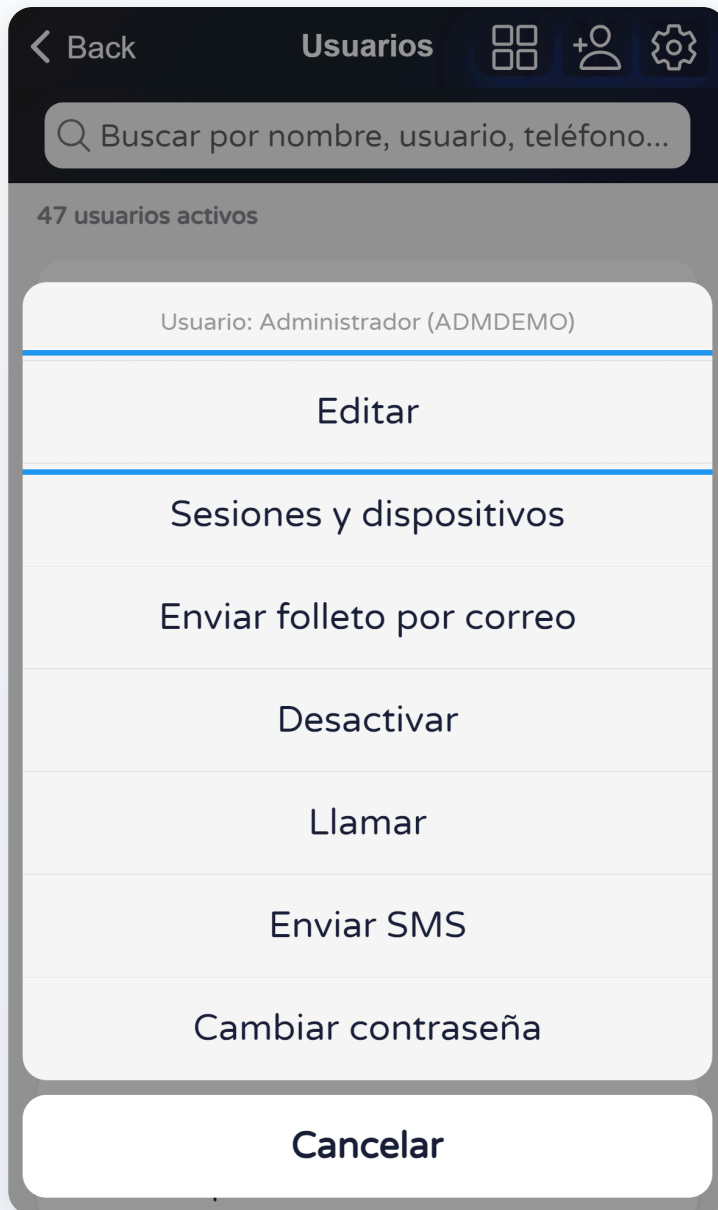 Back
Usuarios
Buscar por nombre, usuario, teléfono...
47 usuarios activos
Usuario: Administrador (ADMDEMO)
Editar
Sesiones y dispositivos
Enviar folleto por correo
Desactivar
Llamar
Enviar SMS
Cambiar contraseña
Cancelar